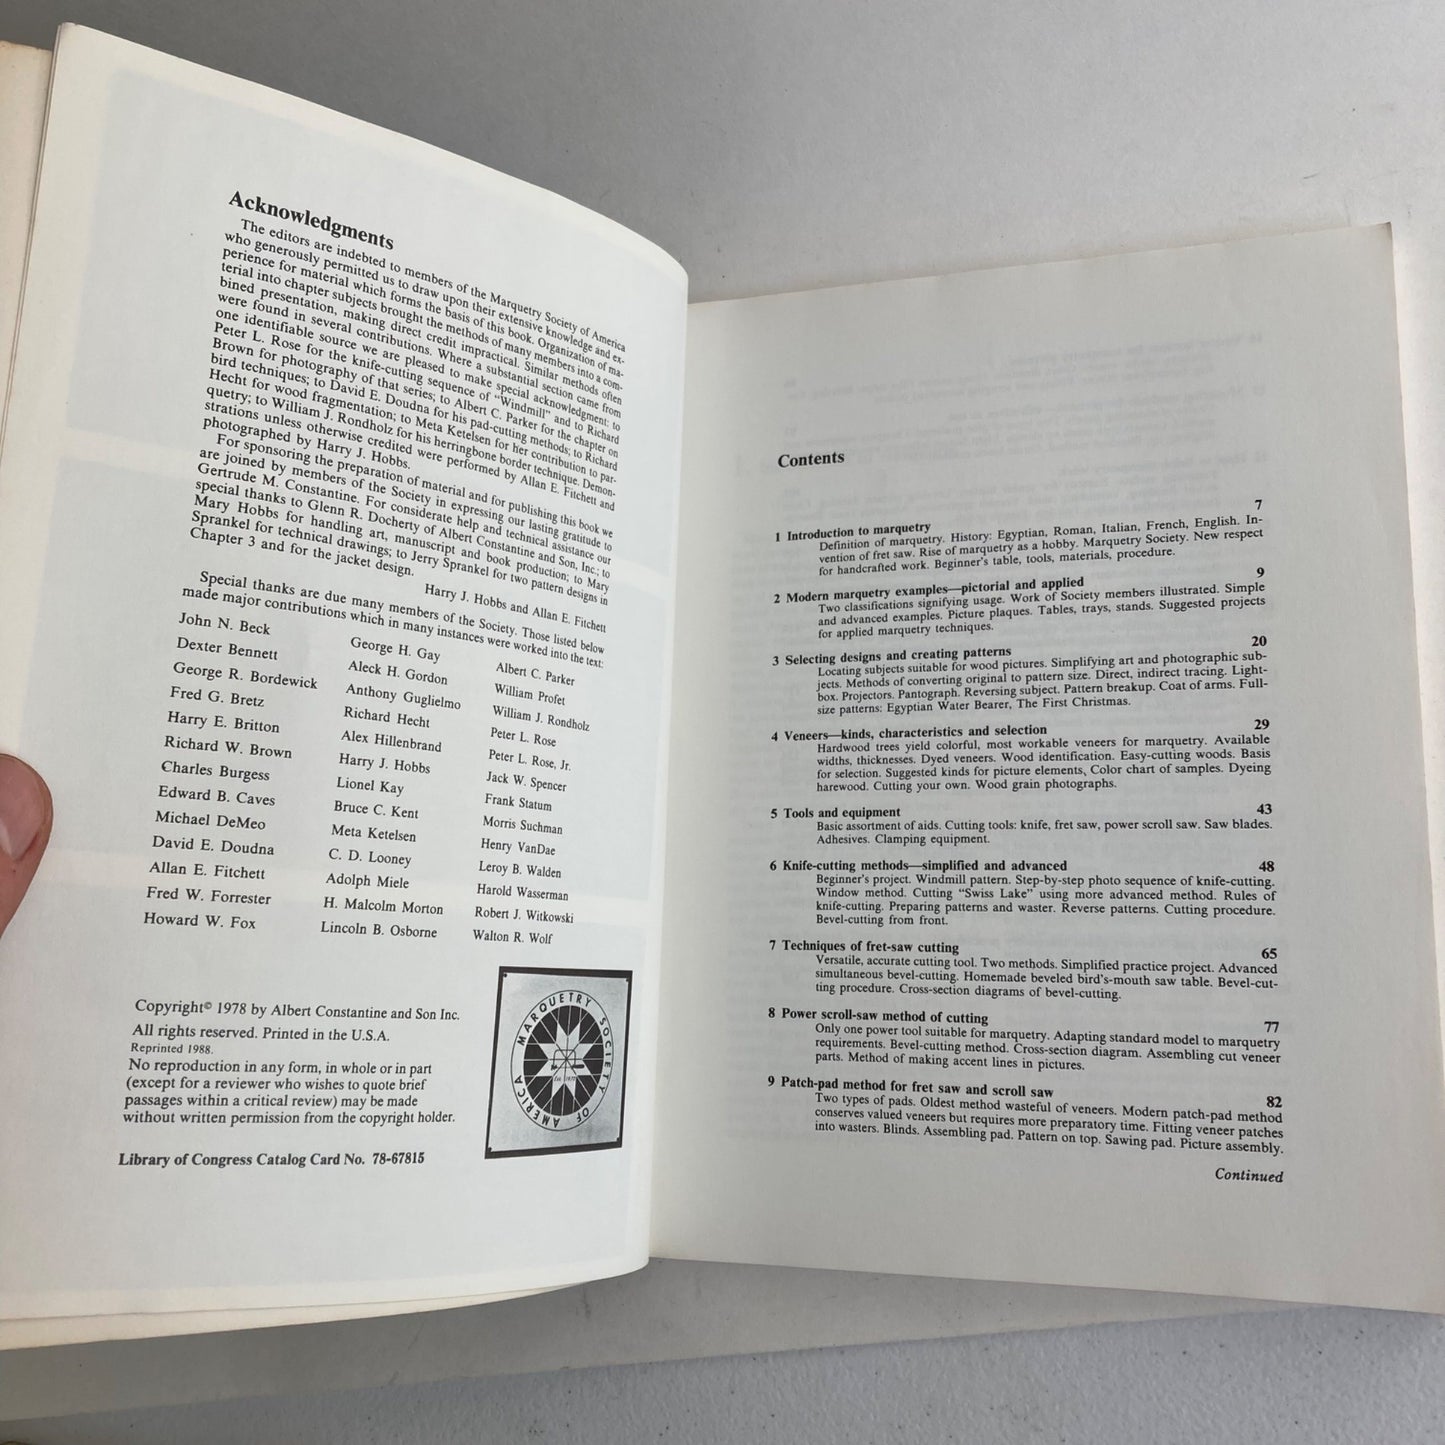 Acknowledgments
The editors are indebted to members of the Marquetry Society of America
who generously permitted us to draw upon their extensive knowledge and ex-
perience for material which forms the basis of this book. Organization of ma-
terial into chapter subjects brought the methods of many members into a com-
bined presentation, making direct credit impractical. Similar methods often
were found in several contributions. Where a substantial section came from
one identifiable source we are pleased to make special acknowledgment: to
Peter L. Rose for the knife-cutting sequence of "Windmill" and to Richard
Brown for photography of that series; to Albert C. Parker for the chapter on
bird techniques; to David E. Doudna for his pad-cutting methods; to Richard
Hecht for wood fragmentation; to Meta Ketelsen for her contribution to par-
quetry; to William J. Rondholz for his herringbone border technique. Demon-
strations unless otherwise credited were performed by Allan E. Fitchett and
photographed by Harry J. Hobbs.
For sponsoring the preparation of material and for publishing this book we
are joined by members of the Society in expressing our lasting gratitude to
Gertrude M. Constantine. For considerate help and technical assistance our
special thanks to Glenn R. Docherty of Albert Constantine and Son, Inc.; to
Mary Hobbs for handling art, manuscript and book production; to Mary
Sprankel for technical drawings; to Jerry Sprankel for two pattern designs in
Chapter 3 and for the jacket design.
Harry J. Hobbs and Allan E. Fitchett
Special thanks are due many members of the Society. Those listed below
made major contributions which in many instances were worked into the text:
John N. Beck
Dexter Bennett
George R. Bordewick
Fred G. Bretz
Harry E. Britton
Richard W. Brown
Charles Burgess
Edward B. Caves
Michael DeMeo
David E. Doudna
Allan E. Fitchett
Fred W. Forrester
Howard W. Fox
George H. Gay
Aleck H. Gordon
Anthony Guglielmo
Richard Hecht
Alex Hillenbrand
Harry J. Hobbs
Lionel Kay
Bruce C. Kent
Meta Ketelsen
C. D. Looney
Adolph Miele
H. Malcolm Morton
Lincoln B. Osborne
Albert C. Parker
William Profet
William J. Rondholz
Peter L. Rose
Peter L. Rose, Jr.
Jack W. Spencer
Frank Statum
Morris Suchman
Henry VanDae
Leroy B. Walden
Harold Wasserman
Robert J. Witkowski
Walton R. Wolf
Copyright© 1978 by Albert Constantine and Son Inc.
All rights reserved. Printed in the U.S.A.
Reprinted 1988.
No reproduction in any form, in whole or in part
(except for a reviewer who wishes to quote brief
passages within a critical review) may be made
without written permission from the copyright holder.
Library of Congress Catalog Card No. 78-67815
MARQUETRY SOCIETY OF AMERICA
Contents
1 Introduction to marquetry 7
Definition of marquetry. History: Egyptian, Roman, Italian, French, English. In-
vention of fret saw. Rise of marquetry as a hobby. Marquetry Society. New respect
for handcrafted work. Beginner's table, tools, materials, procedure.
2 Modern marquetry examples—pictorial and applied 9
Two classifications signifying usage. Work of Society members illustrated. Simple
and advanced examples. Picture plaques. Tables, trays, stands. Suggested projects
for applied marquetry techniques.
3 Selecting designs and creating patterns 20
Locating subjects suitable for wood pictures. Simplifying art and photographic sub-
jects. Methods of converting original to pattern size. Direct, indirect tracing. Light-
box. Projectors. Pantograph. Reversing subject. Pattern breakup. Coat of arms. Full-
size patterns: Egyptian Water Bearer, The First Christmas.
4 Veneers—kinds, characteristics and selection 29
Hardwood trees yield colorful, most workable veneers for marquetry. Available
widths, thicknesses. Dyed veneers. Wood identification. Easy-cutting woods. Basis
for selection. Suggested kinds for picture elements, Color chart of samples. Dyeing
harewood. Cutting your own. Wood grain photographs.
5 Tools and equipment 43
Basic assortment of aids. Cutting tools: knife, fret saw, power scroll saw. Saw blades.
Adhesives. Clamping equipment.
6 Knife-cutting methods—simplified and advanced 48
Beginner's project. Windmill pattern. Step-by-step photo sequence of knife-cutting.
Window method. Cutting "Swiss Lake" using more advanced method. Rules of
knife-cutting. Preparing patterns and waster. Reverse patterns. Cutting procedure.
Bevel-cutting from front.
7 Techniques of fret-saw cutting 65
Versatile, accurate cutting tool. Two methods. Simplified practice project. Advanced
simultaneous bevel-cutting. Homemade beveled bird's-mouth saw table. Bevel-cut-
ting procedure. Cross-section diagrams of bevel-cutting.
8 Power scroll-saw method of cutting 77
Only one power tool suitable for marquetry. Adapting standard model to marquetry
requirements. Bevel-cutting method. Cross-section diagram. Assembling cut veneer
parts. Method of making accent lines in pictures.
9 Patch-pad method for fret saw and scroll saw 82
Two types of pads. Oldest method wasteful of veneers. Modern patch-pad method
conserves valued veneers but requires more preparatory time. Fitting veneer patches
into wasters. Blinds. Assembling pad. Pattern on top. Sawing pad. Picture assembly.
Continued